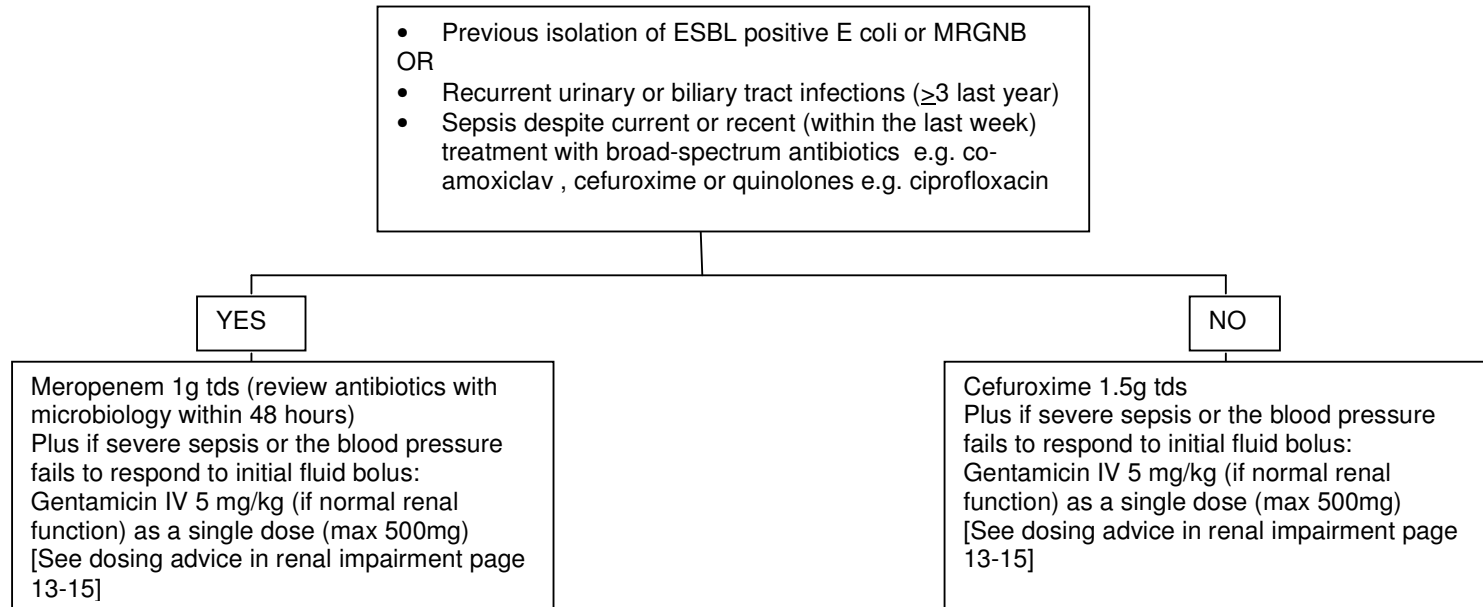 • Previous isolation of ESBL positive E coli or MRGNB
OR
• Recurrent urinary or biliary tract infections (≥3 last year)
• Sepsis despite current or recent (within the last week)
treatment with broad-spectrum antibiotics e.g. co-
amoxiclav , cefuroxime or quinolones e.g. ciprofloxacin
YES
NO
Meropenem 1g tds (review antibiotics with
microbiology within 48 hours)
Plus if severe sepsis or the blood pressure
fails to respond to initial fluid bolus:
Gentamicin IV 5 mg/kg (if normal renal
function) as a single dose (max 500mg)
[See dosing advice in renal impairment page
13-15]
Cefuroxime 1.5g tds
Plus if severe sepsis or the blood pressure
fails to respond to initial fluid bolus:
Gentamicin IV 5 mg/kg (if normal renal
function) as a single dose (max 500mg)
[See dosing advice in renal impairment page
13-15]